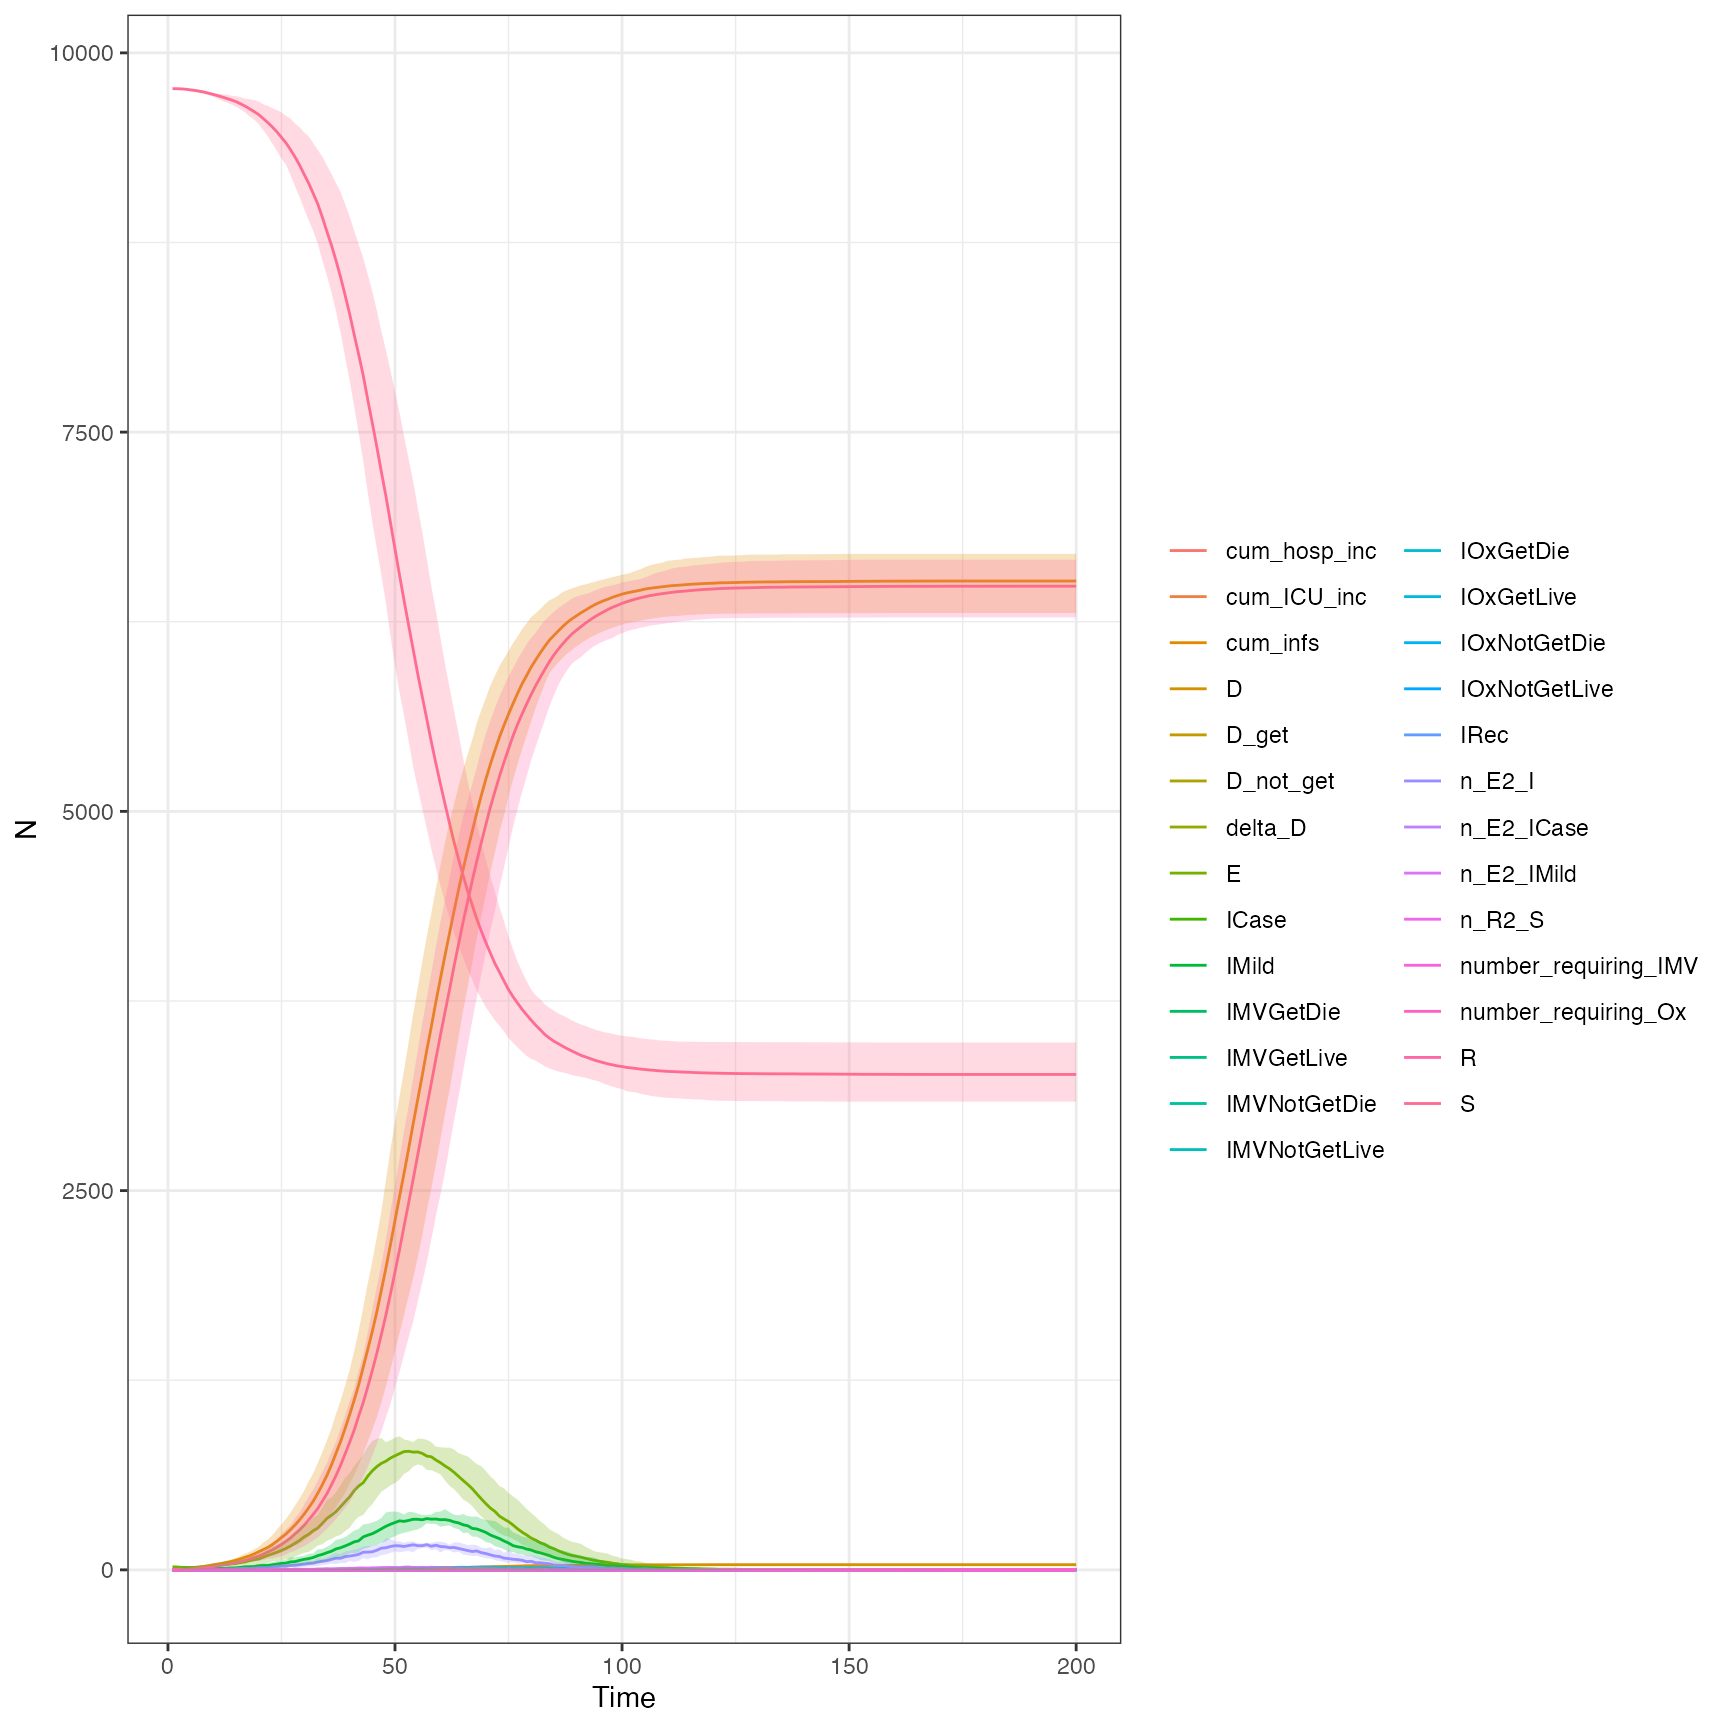 10000
7500
5000
2500
0
N
0 50 100 150 200
Time
cum_hosp_inc
cum_ICU_inc
cum_infs
D
D_get
D_not_get
delta_D
E
ICase
IMild
IMVGetDie
IMVGetLive
IMVNotGetDie
IMVNotGetLive
IOxGetDie
IOxGetLive
IOxNotGetDie
IOxNotGetLive
IRec
n_E2_I
n_E2_ICase
n_E2_IMild
n_R2_S
number_requiring_IMV
number_requiring_Ox
R
S